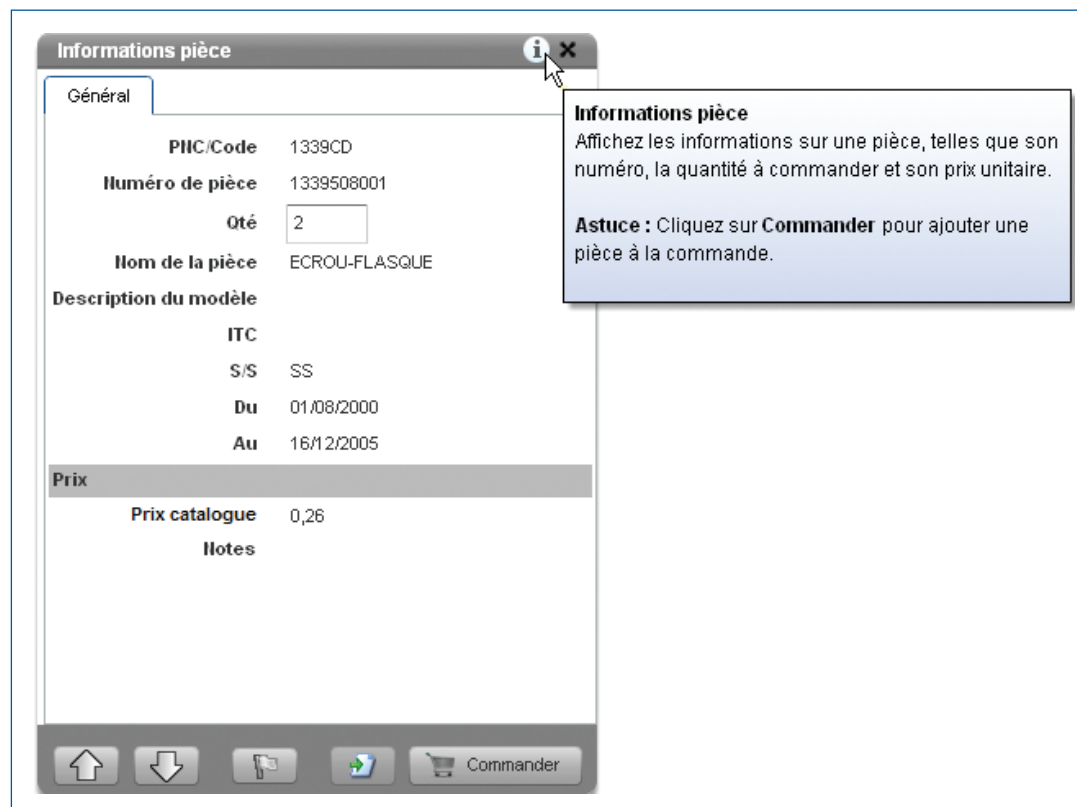 Informations pièce
Général
PNC/Code 1339CD
Numéro de pièce 1339508001
Qté 2
Nom de la pièce ECROU-FLASQUE
Description du modèle
ITC
S/S SS
Du 01/08/2000
Au 16/12/2005
Prix
Prix catalogue 0,26
Notes
Commander
Informations pièce
Affichez les informations sur une pièce, telles que son
numéro, la quantité à commander et son prix unitaire.
Astuce : Cliquez sur Commander pour ajouter une
pièce à la commande.